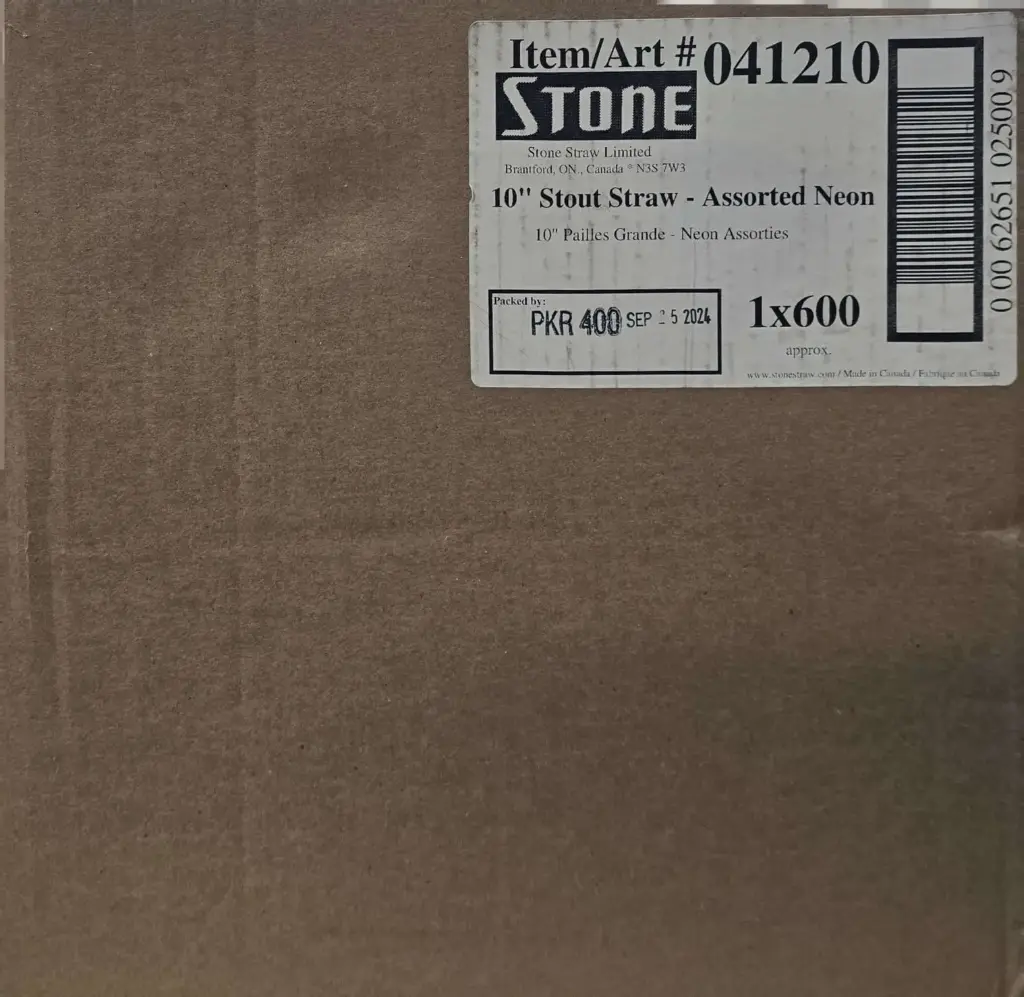 Item/Art # 041210
STONE
Stone Straw Limited
Brantford, ON., Canada * N3S 7W3
10" Stout Straw - Assorted Neon
10" Pailles Grande - Neon Assorties
Packed by:
PKR 400 SEP 5 2024
1x600
approx.
www.stonestraw.com / Made in Canada / Fabrique au Canada
0 00 62651 02500 9